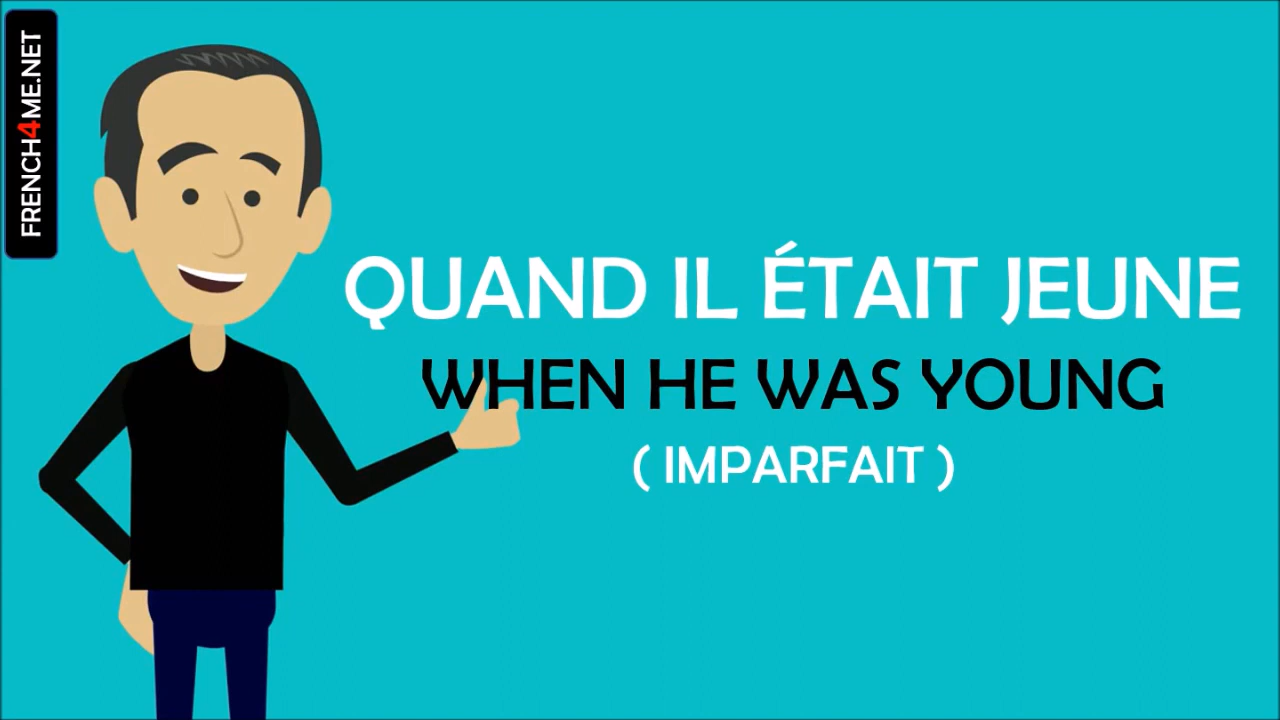 FRENCH4ME.NET
QUAND IL ÉTAIT JEUNE
WHEN HE WAS YOUNG
( IMPARFAIT )